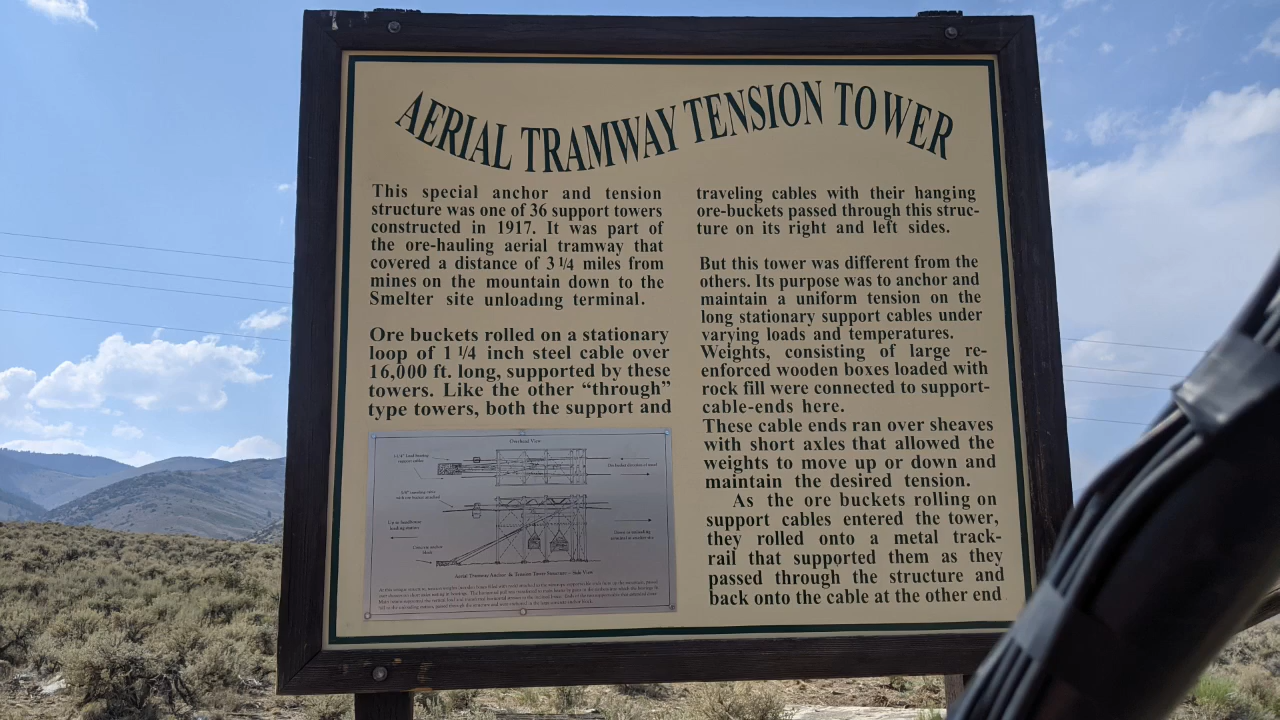 AERIAL TRAMWAY TENSION TOWER
This special anchor and tension
structure was one of 36 support towers
constructed in 1917. It was part of
the ore-hauling aerial tramway that
covered a distance of 3 1/4 miles from
mines on the mountain down to the
Smelter site unloading terminal.
Ore buckets rolled on a stationary
loop of 1 1/4 inch steel cable over
16,000 ft. long, supported by these
towers. Like the other “through”
type towers, both the support and
traveling cables with their hanging
ore-buckets passed through this struc-
ture on its right and left sides.
But this tower was different from the
others. Its purpose was to anchor and
maintain a uniform tension on the
long stationary support cables under
varying loads and temperatures.
Weights, consisting of large re-
enforced wooden boxes loaded with
rock fill were connected to support-
cable-ends here.
These cable ends ran over sheaves
with short axles that allowed the
weights to move up or down and
maintain the desired tension.
As the ore buckets rolling on
support cables entered the tower,
they rolled onto a metal track-
rail that supported them as they
passed through the structure and
back onto the cable at the other end
Overhead View
Concrete anchor
block
Aerial Tramway Anchor & Tension Tower Structure - Side View